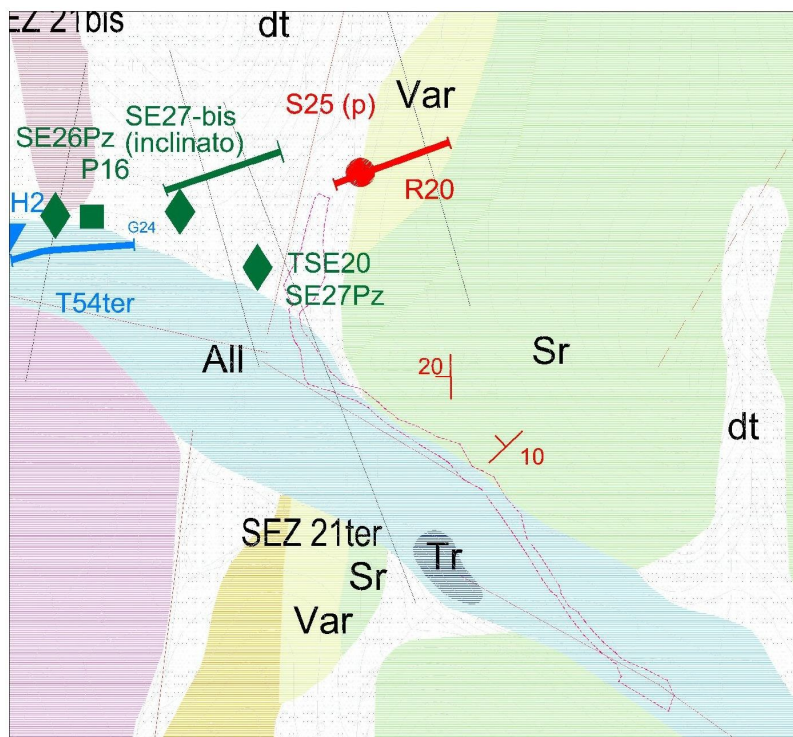 EZ 21bis
dt
Var
S25 (p)
SE27-bis
(inclinato)
SE26Pz
P16
R20
H2
G24
TSE20
SE27Pz
T54ter
All
Sr
20
dt
10
SEZ 21ter
Tr
Sr
Var